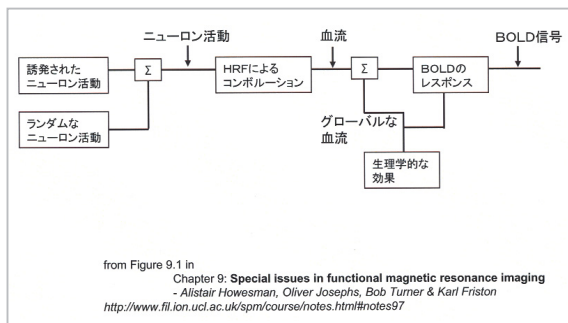 ニューロン活動
血流
BOLD信号
誘発された
ニューロン活動
Σ
HRFによる
コンボルーション
Σ
BOLDの
レスポンス
ランダムな
ニューロン活動
グローバルな
血流
生理学的な
効果
from Figure 9.1 in
Chapter 9: Special issues in functional magnetic resonance imaging
- Alistair Howesman, Oliver Josephs, Bob Turner & Karl Friston
http://www.fil.ion.ucl.ac.uk/spm/course/notes.html#notes97